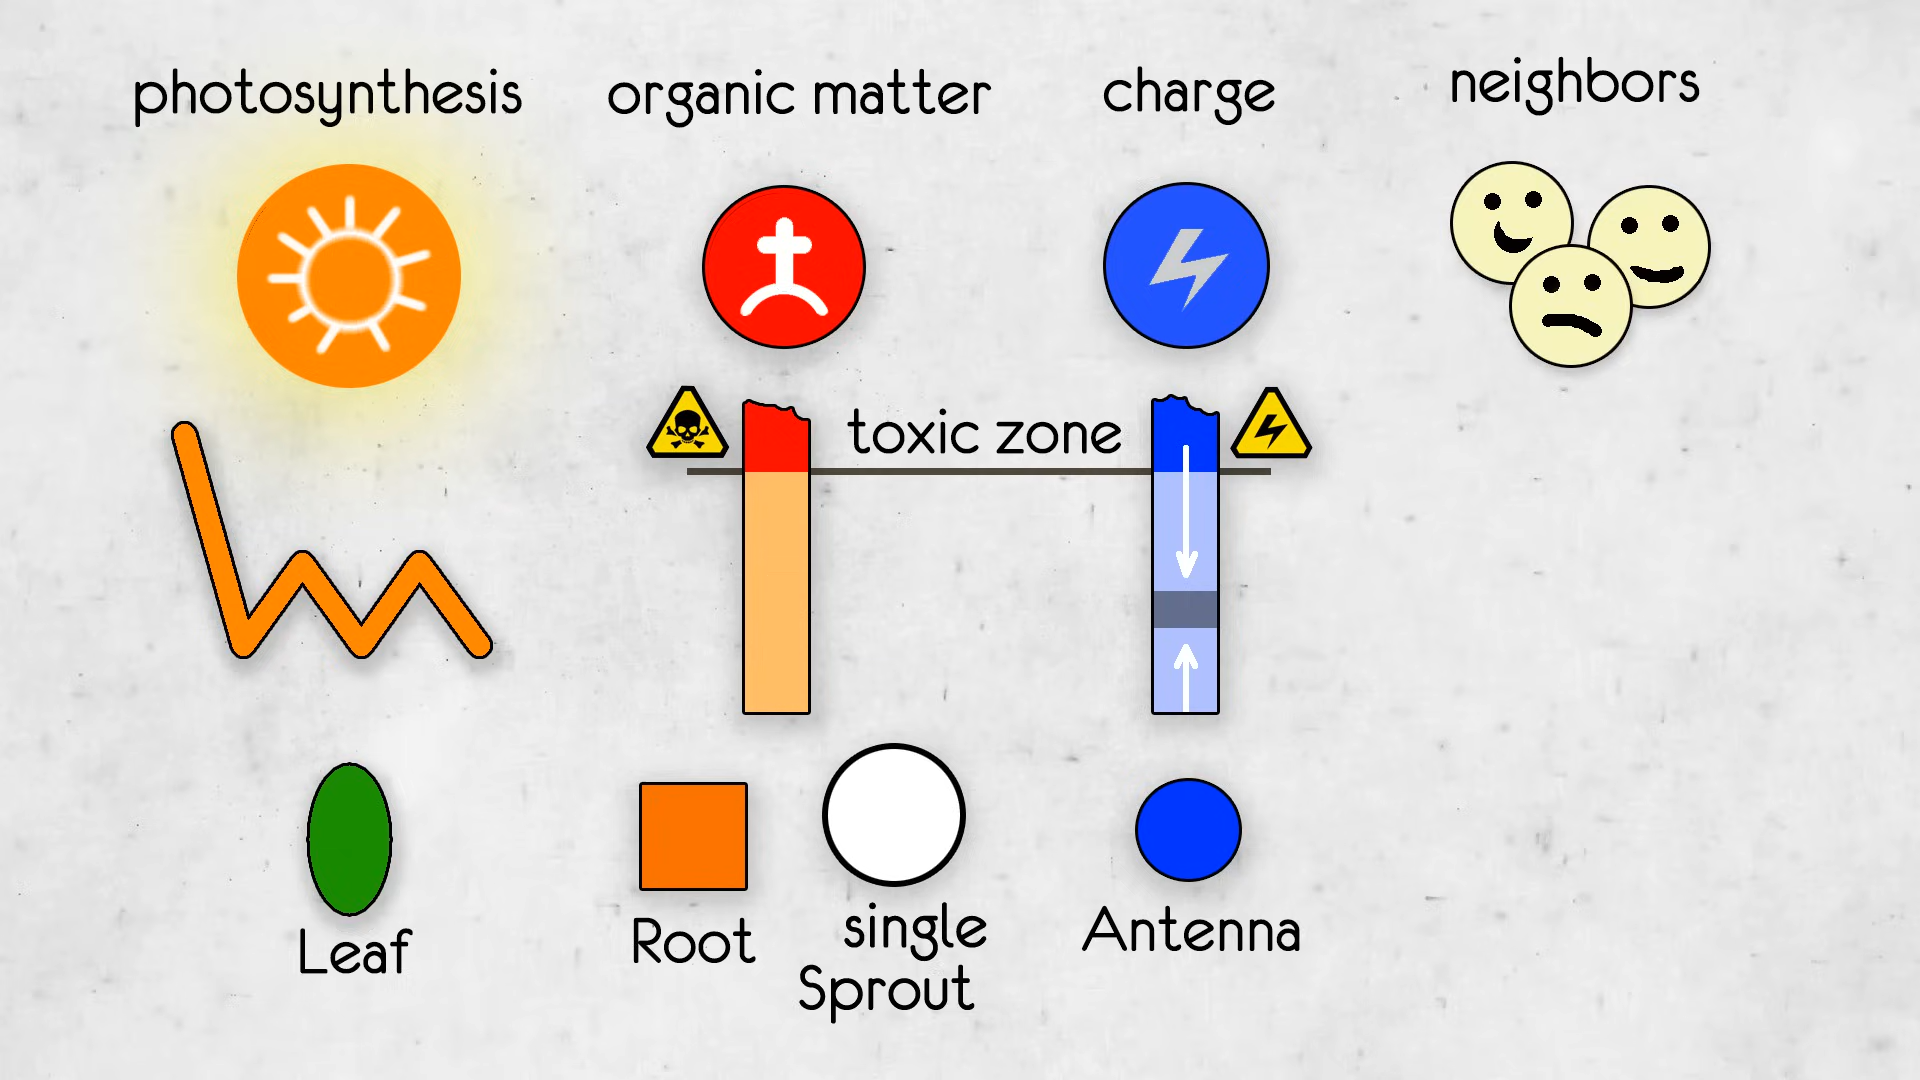 photosynthesis
organic matter
charge
neighbors
toxic zone
Leaf
Root
single
Sprout
Antenna